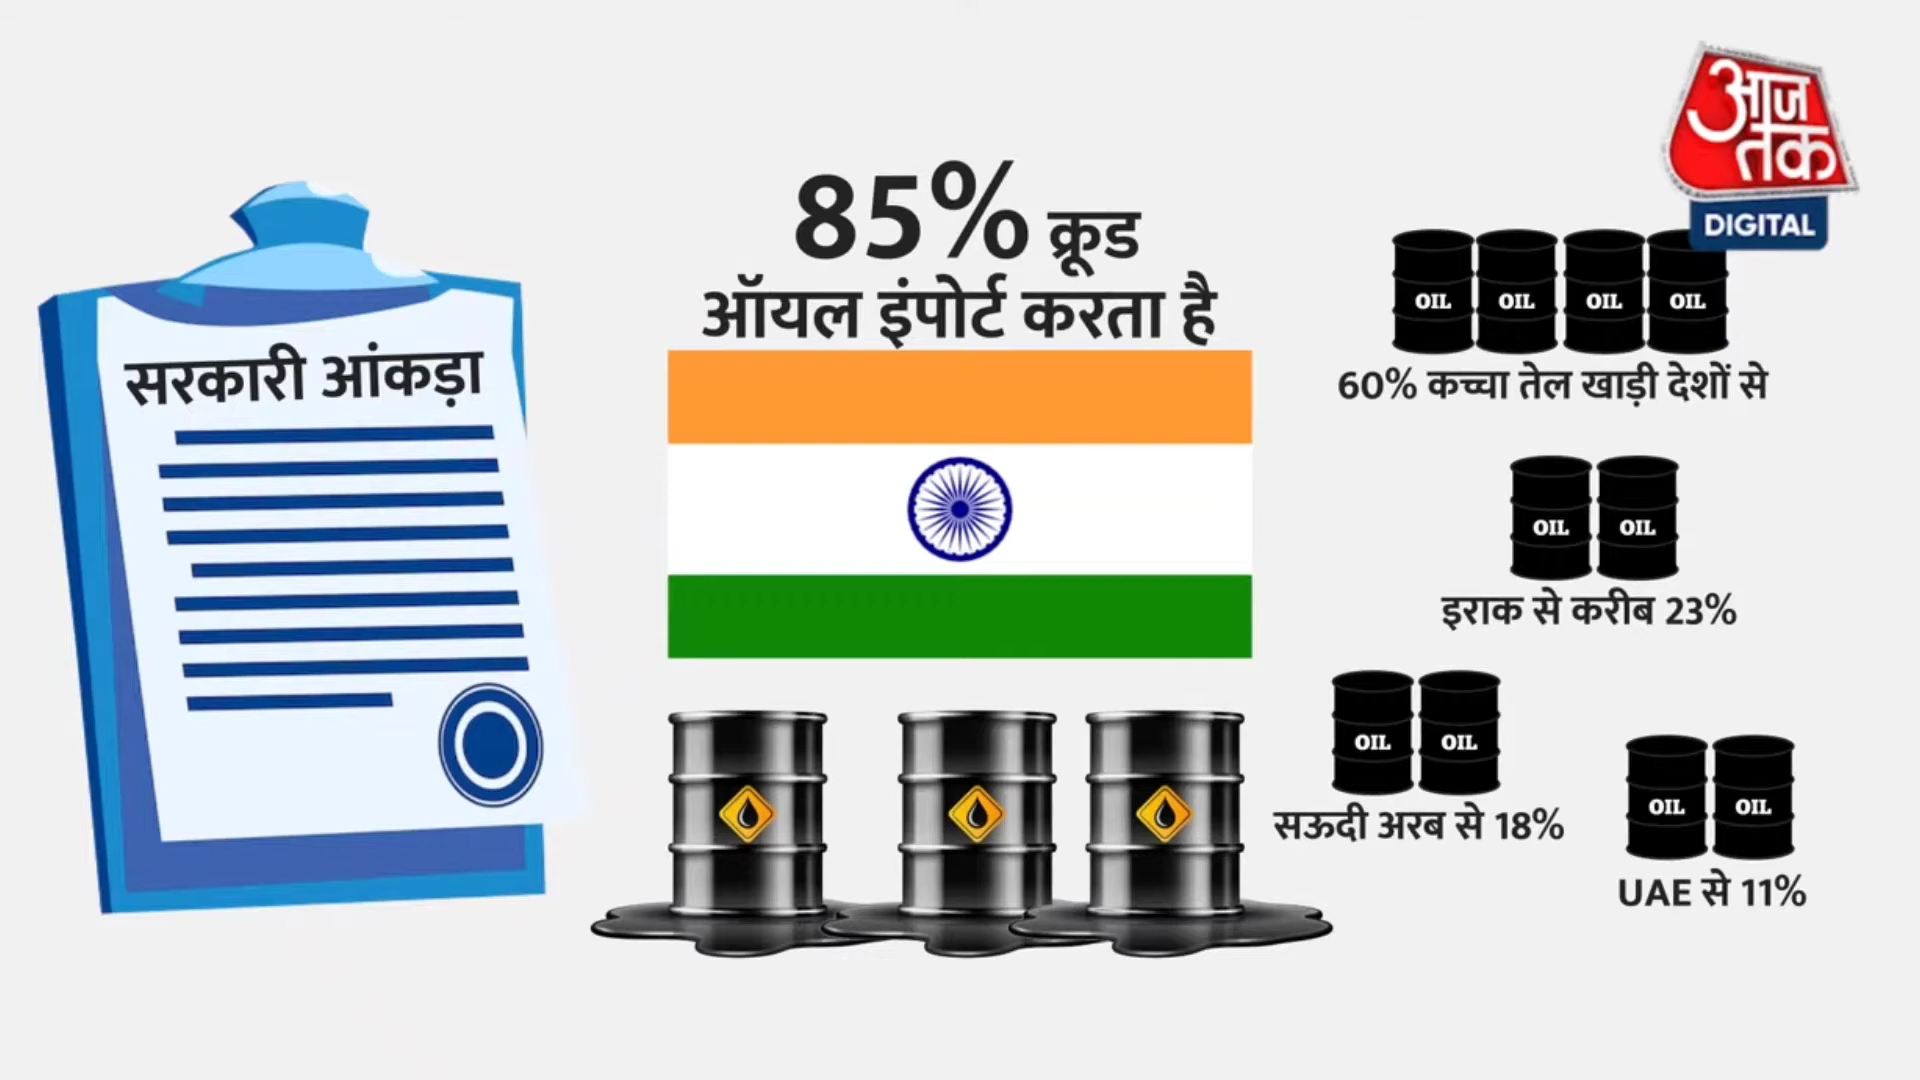 आज
तक
DIGITAL
सरकारी आंकड़ा
85% क्रूड
ऑयल इंपोर्ट करता है
OIL OIL OIL OIL
60% कच्चा तेल खाड़ी देशों से
OIL OIL
इराक से करीब 23%
OIL OIL
सऊदी अरब से 18%
OIL OIL
UAE से 11%